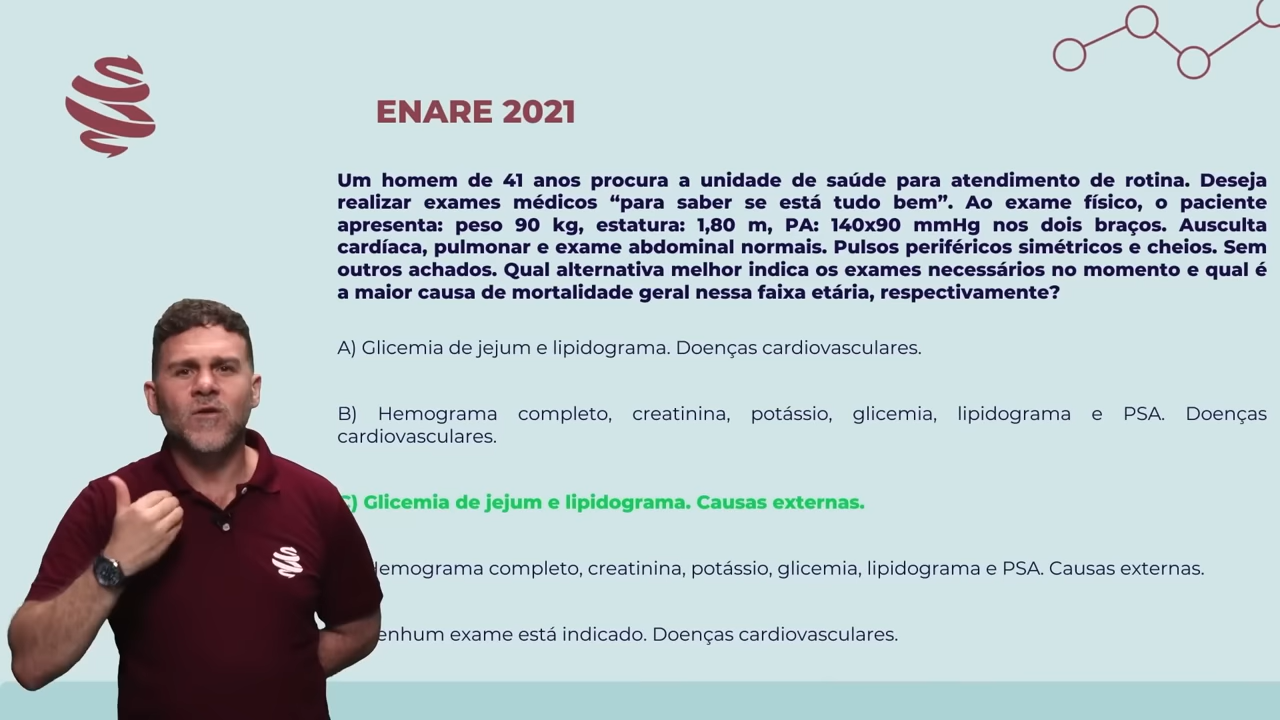 ENARE 2021
Um homem de 41 anos procura a unidade de saúde para atendimento de rotina. Deseja
realizar exames médicos “para saber se está tudo bem”. Ao exame físico, o paciente
apresenta: peso 90 kg, estatura: 1,80 m, PA: 140x90 mmHg nos dois braços. Ausculta
cardíaca, pulmonar e exame abdominal normais. Pulsos periféricos simétricos e cheios. Sem
outros achados. Qual alternativa melhor indica os exames necessários no momento e qual é
a maior causa de mortalidade geral nessa faixa etária, respectivamente?
A) Glicemia de jejum e lipidograma. Doenças cardiovasculares.
B) Hemograma completo, creatinina, potássio, glicemia, lipidograma e PSA. Doenças
cardiovasculares.
C) Glicemia de jejum e lipidograma. Causas externas.
Hemograma completo, creatinina, potássio, glicemia, lipidograma e PSA. Causas externas.
enhum exame está indicado. Doenças cardiovasculares.